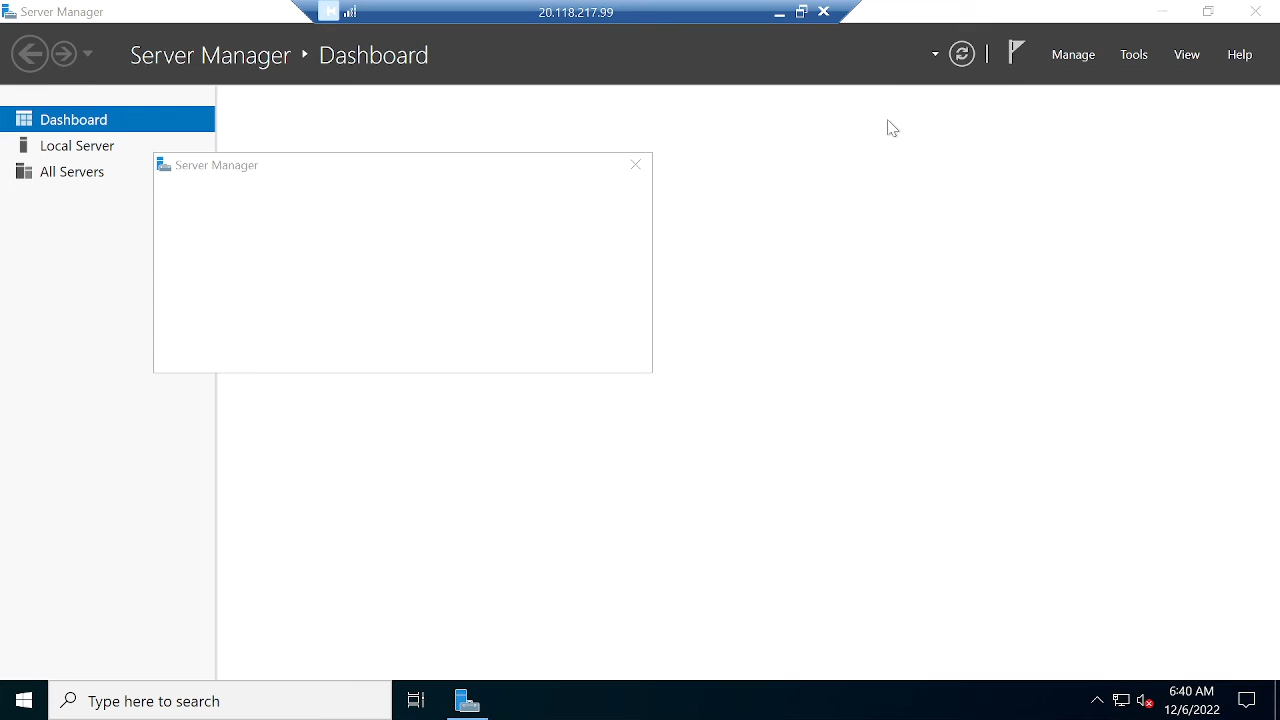 Server Manager
20.118.217.99
Server Manager ‣ Dashboard
Manage Tools View Help
Dashboard
Local Server
All Servers
Server Manager
Type here to search
6:40 AM
12/6/2022